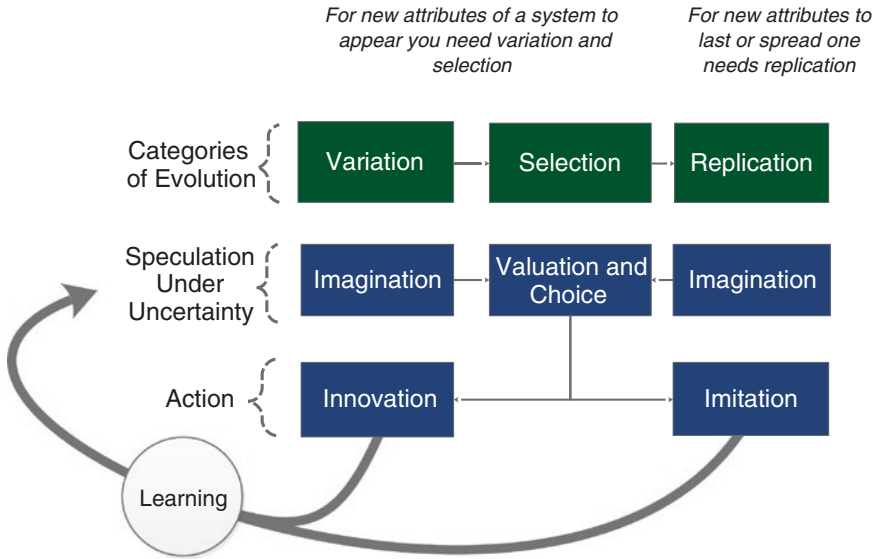 For new attributes of a system to
appear you need variation and
selection
For new attributes to
last or spread one
needs replication
Categories
of Evolution
Variation
Selection
Replication
Speculation
Under
Uncertainty
Imagination
Valuation and
Choice
Imagination
Action
Innovation
Imitation
Learning